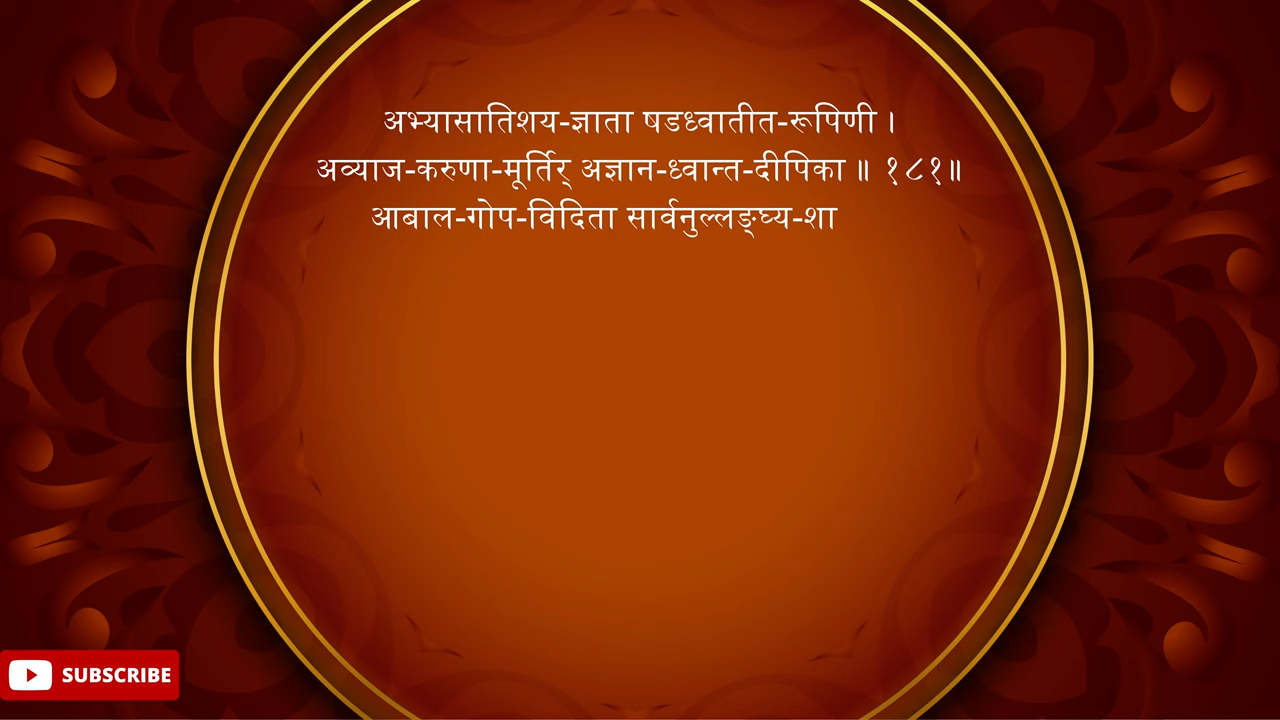 अभ्यासातिशय-ज्ञाता षडध्वातीत-रूपिणी ।
अव्याज-करुणा-मूर्तिर् अज्ञान-ध्वान्त-दीपिका ॥ १८१॥
आबाल-गोप-विदिता सार्वनुल्लङ्घ्य-शा
SUBSCRIBE